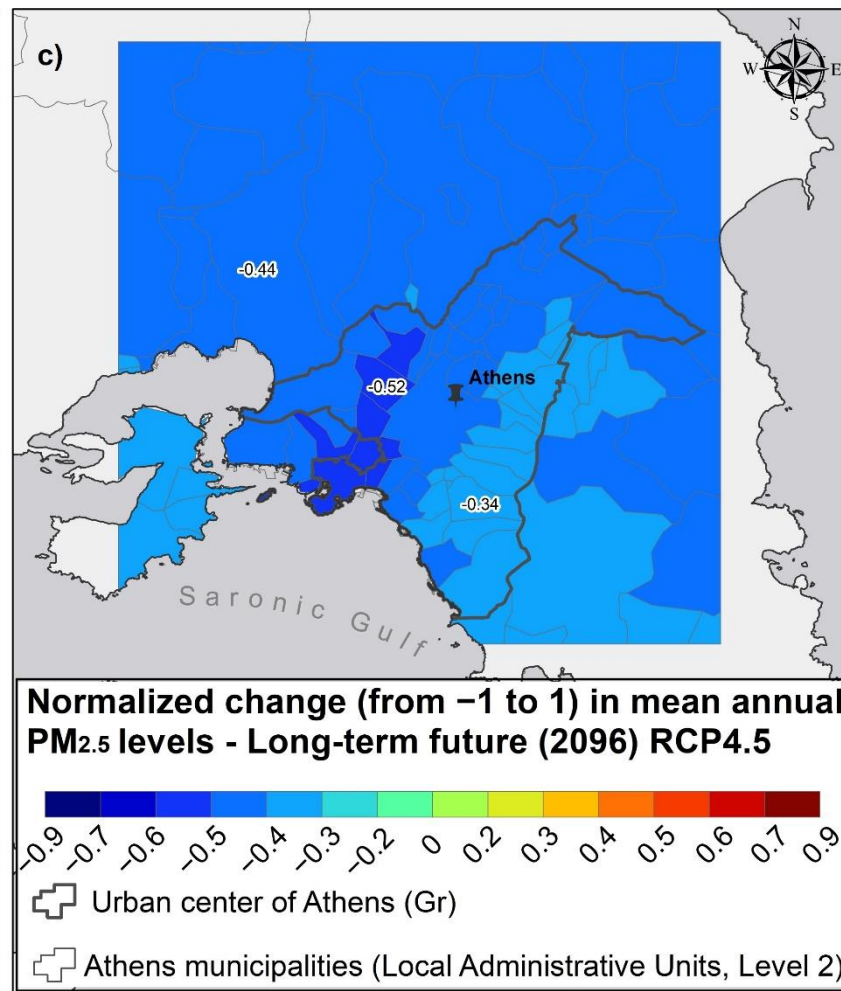 c)
N
W E
S
-0.44
-0.52
Athens
-0.34
Saronic Gulf
Normalized change (from −1 to 1) in mean annual
PM2.5 levels - Long-term future (2096) RCP4.5
−0.9 −0.7 −0.6 −0.5 −0.4 −0.3 −0.2 0 0.2 0.3 0.4 0.5 0.6 0.7 0.9
Urban center of Athens (Gr)
Athens municipalities (Local Administrative Units, Level 2)